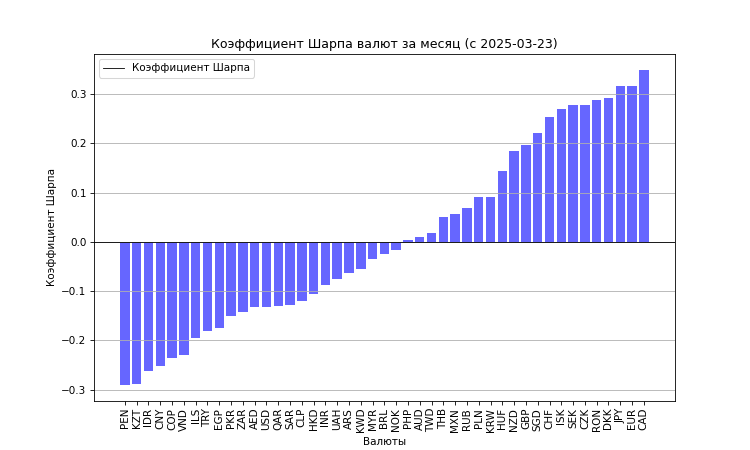 Коэффициент Шарпа валют за месяц (с 2025-03-23)
Коэффициент Шарпа
Коэффициент Шарпа
0.3
0.2
0.1
0.0
−0.1
−0.2
−0.3
PEN KZT IDR CNY COP VND ILS TRY EGP PKR ZAR AED USD QAR SAR CLP HKD INR UAH ARS KWD MYR BRL NOK PHP AUD TWD THB MXN RUB PLN KRW HUF NZD GBP SGD CHF ISK SEK CZK RON DKK JPY EUR CAD
Валюты